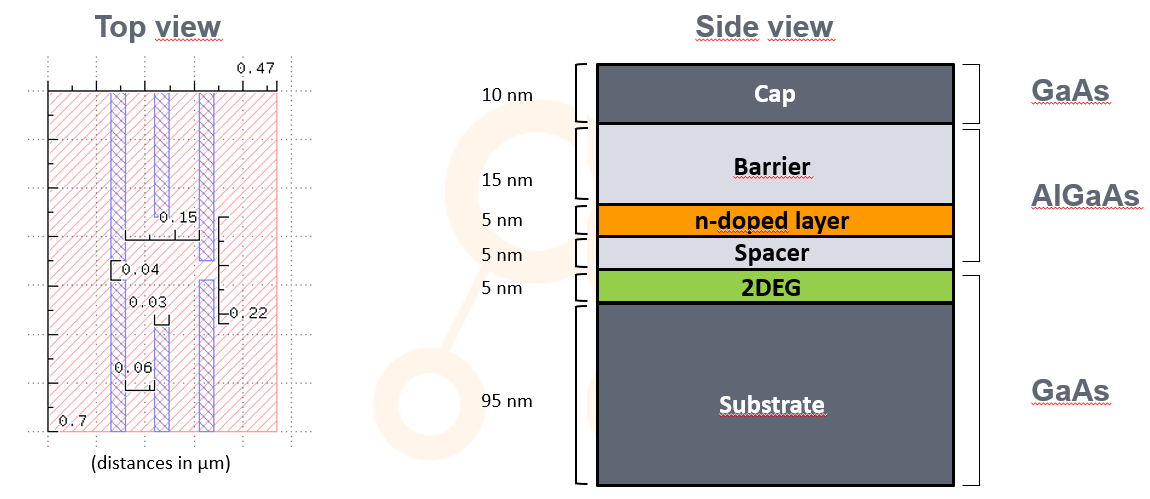 Top view
Side view
0.47
0.15
0.04
0.03
0.22
0.06
0.7
(distances in µm)
10 nm
Cap
GaAs
15 nm
Barrier
AlGaAs
5 nm
n-doped layer
5 nm
Spacer
5 nm
2DEG
95 nm
Substrate
GaAs